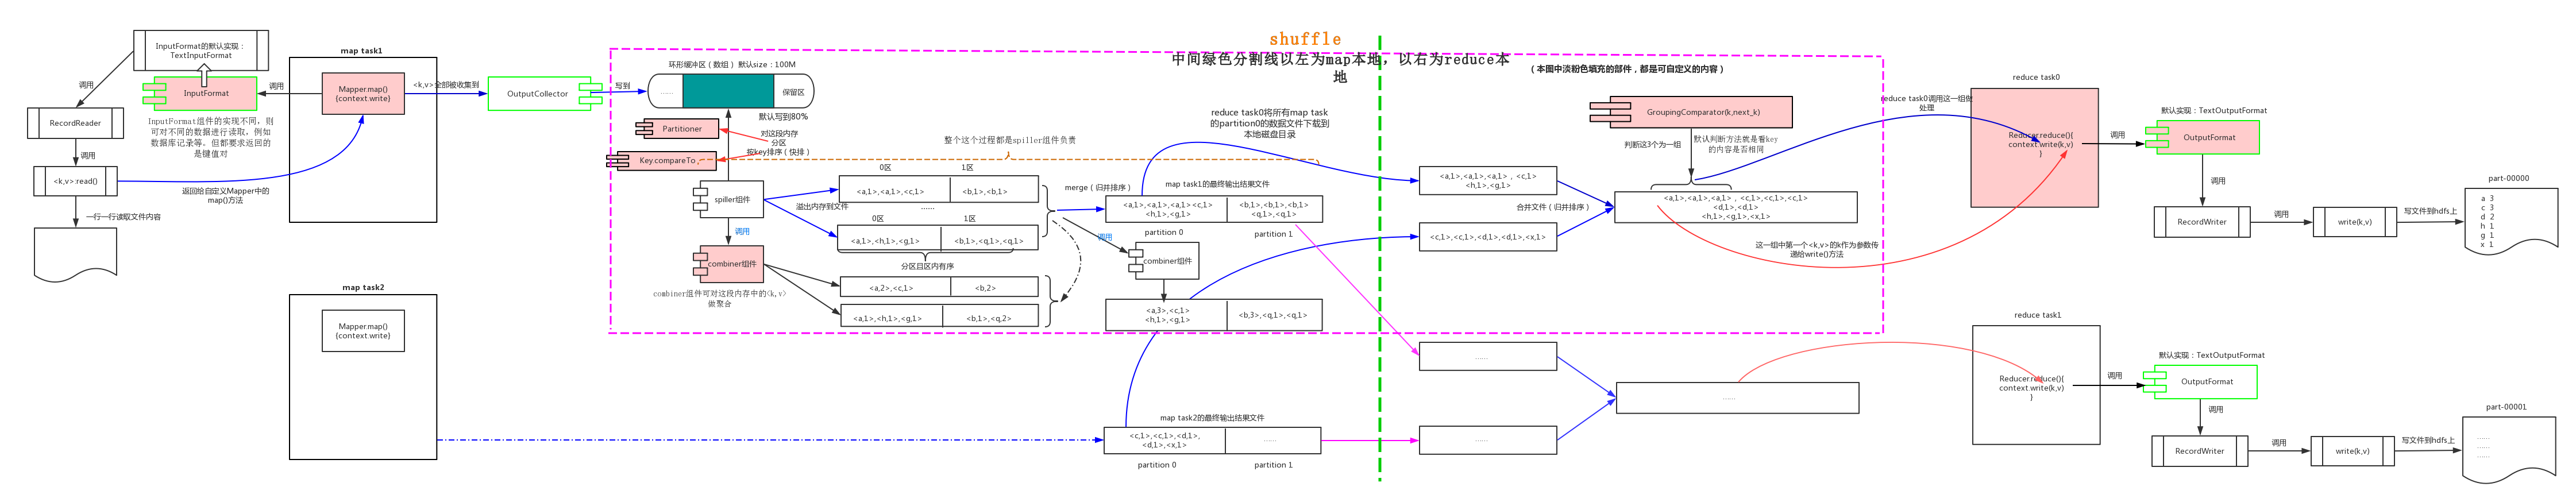 shuffle
中间绿色分割线以左为map本地，以右为reduce本
地
（本图中淡粉色填充的部件，都是可自定义的内容）
InputFormat的默认实现：
TextInputFormat
调用
InputFormat
调用
RecordReader
InputFormat组件的实现不同，则
可对不同的数据进行读取，例如
数据库记录等。但都要求返回的
是键值对
调用
<k,v>:read()
返回给自定义Mapper中的
map()方法
一行一行读取文件内容
map task1
Mapper.map()
{context.write}
<k,v>全部被收集到
OutputCollector
写到
map task2
Mapper.map()
{context.write}
环形缓冲区（数组） 默认size：100M
……
保留区
默认写到80%
Partitioner
对这段内存
分区
按key排序（快排）
Key.compareTo
整个这个过程都是spiller组件负责
spiller组件
溢出内存到文件
调用
combiner组件
combiner组件可对这段内存中的<k,v>
做聚合
0区
1区
<a,1>,<a,1>,<c,1>
<b,1>,<b,1>
……
0区
1区
<a,1>,<h,1>,<g,1>
<b,1>,<q,1>,<q,1>
分区且区内有序
<a,2>,<c,1>
<b,2>
<a,1>,<h,1>,<g,1>
<b,1>,<q,2>
merge（归并排序）
调用
map task1的最终输出结果文件
<a,1>,<a,1>,<a,1><c,1>
<h,1>,<g,1>
<b,1>,<b,1>,<b,1>
<q,1>,<q,1>
partition 0
partition 1
combiner组件
<a,3>,<c,1>
<h,1>,<g,1>
<b,3>,<q,1>,<q,1>
map task2的最终输出结果文件
<c,1>,<c,1>,<d,1>,
<d,1>,<x,1>
……
partition 0
partition 1
reduce task0将所有map task
的partition0的数据文件下载到
本地磁盘目录
<a,1>,<a,1>,<a,1> , <c,1>
<h,1>,<g,1>
<c,1>,<c,1>,<d,1>,<d,1>,<x,1>
合并文件（归并排序）
GroupingComparator(k,next_k)
判断这3个为一组
默认判断方法就是看key
的内容是否相同
<a,1>,<a,1>,<a,1> , <c,1>,<c,1>,<c,1>
<d,1>,<d,1>
<h,1>,<g,1>,<x,1>
reduce task0调用这一组做
处理
这一组中第一个<k,v>的k作为参数传
递给write()方法
……
……
……
reduce task0
Reducer.reduce(){
context.write(k,v)
}
调用
默认实现：TextOutputFormat
OutputFormat
调用
RecordWriter
调用
write(k,v)
写文件到hdfs上
part-00000
a 3
c 3
d 2
h 1
g 1
x 1
reduce task1
Reducer.reduce(){
context.write(k,v)
}
调用
默认实现：TextOutputFormat
OutputFormat
调用
RecordWriter
调用
write(k,v)
写文件到hdfs上
part-00001
……
……
……